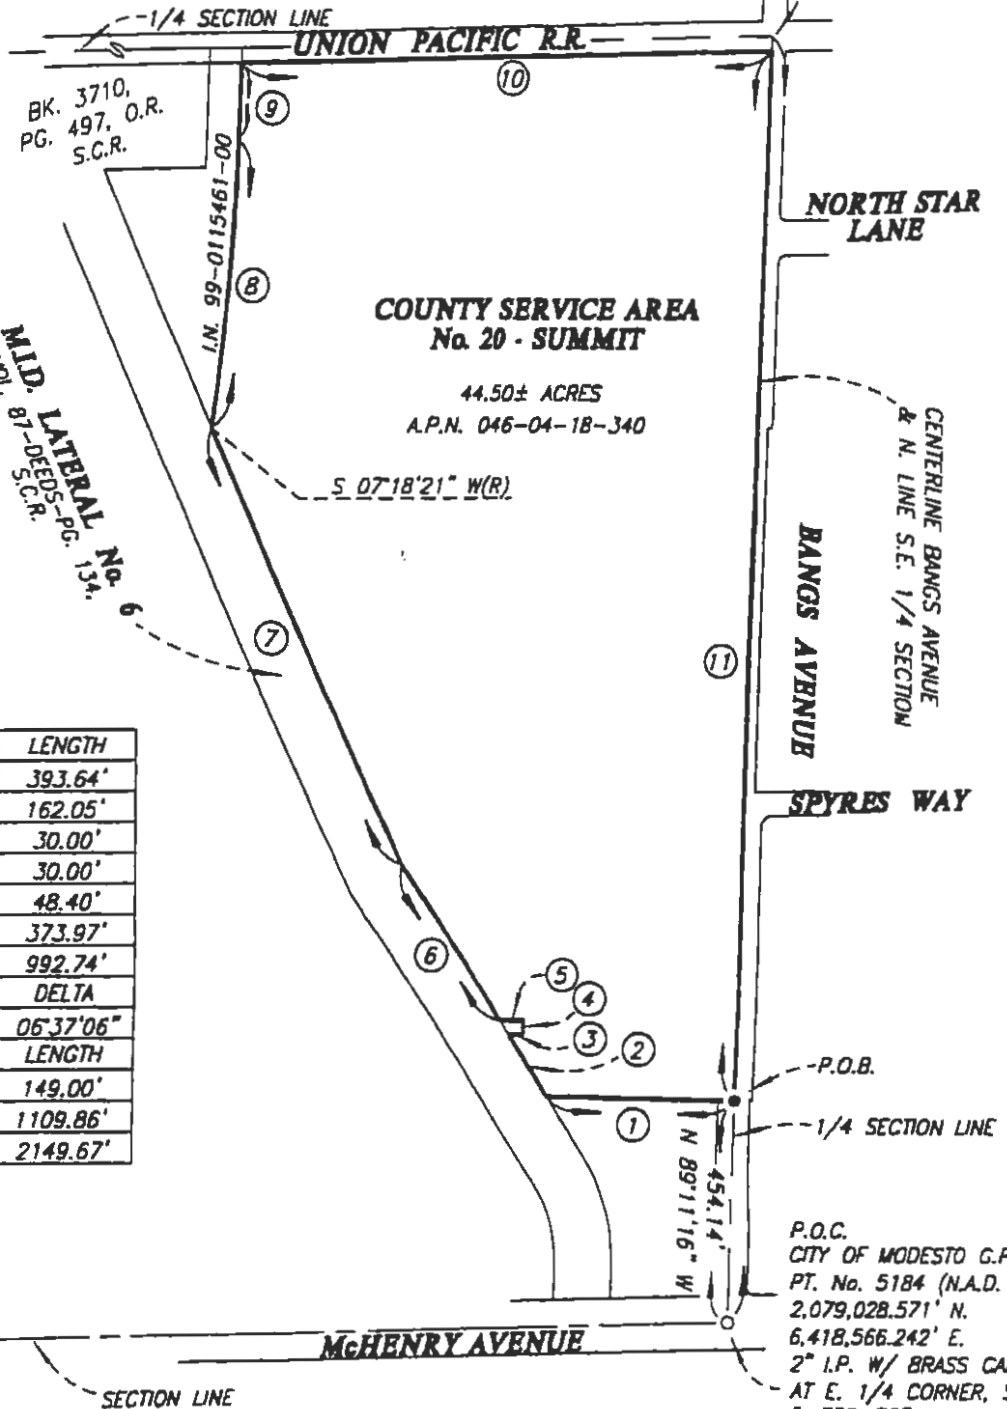 1/4 SECTION LINE
UNION PACIFIC R.R.
10
9
BK. 3710,
PG. 497, O.R.
S.C.R.
I.N. 99-0115461-00
8
NORTH STAR
LANE
COUNTY SERVICE AREA
No. 20 - SUMMIT
44.50± ACRES
A.P.N. 046-04-18-340
S 07°18'21" W(R)
M.I.D. LATERAL No. 6
87-DEEDS-PG. 134,
S.C.R.
7
CENTERLINE BANGS AVENUE
& N. LINE S.E. 1/4 SECTION
BANGS AVENUE
11
SPYRES WAY
LENGTH
393.64'
162.05'
30.00'
30.00'
48.40'
373.97'
992.74'
DELTA
06°37'06"
LENGTH
149.00'
1109.86'
2149.67'
6
5
4
3
2
1
P.O.B.
1/4 SECTION LINE
454.14'
N 89°11'16" W
P.O.C.
CITY OF MODESTO G.P
PT. No. 5184 (N.A.D.
2,079,028.571' N.
6,418,566.242' E.
2" I.P. W/ BRASS CA
AT E. 1/4 CORNER,
McHENRY AVENUE
SECTION LINE